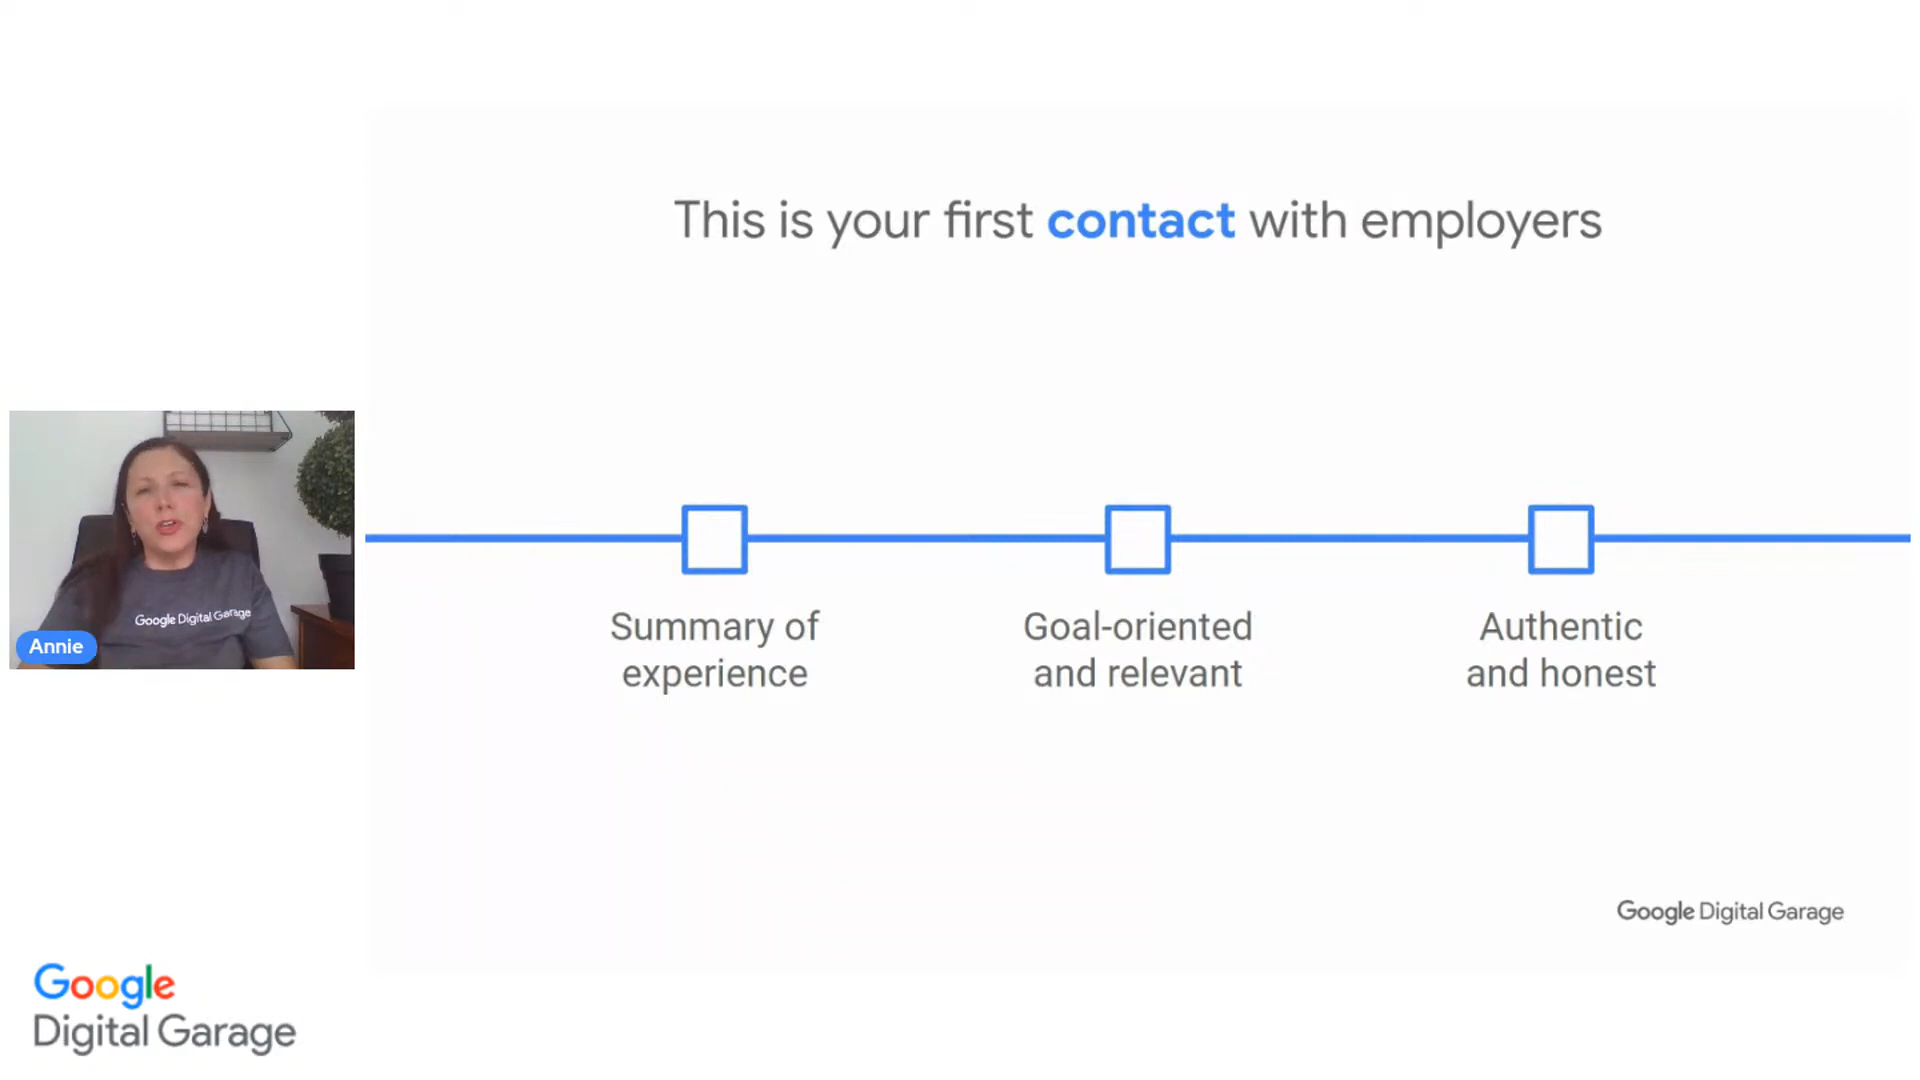 This is your first contact with employers
Google Digital Garage
Annie
Summary of
experience
Goal-oriented
and relevant
Authentic
and honest
Google Digital Garage
Google
Digital Garage